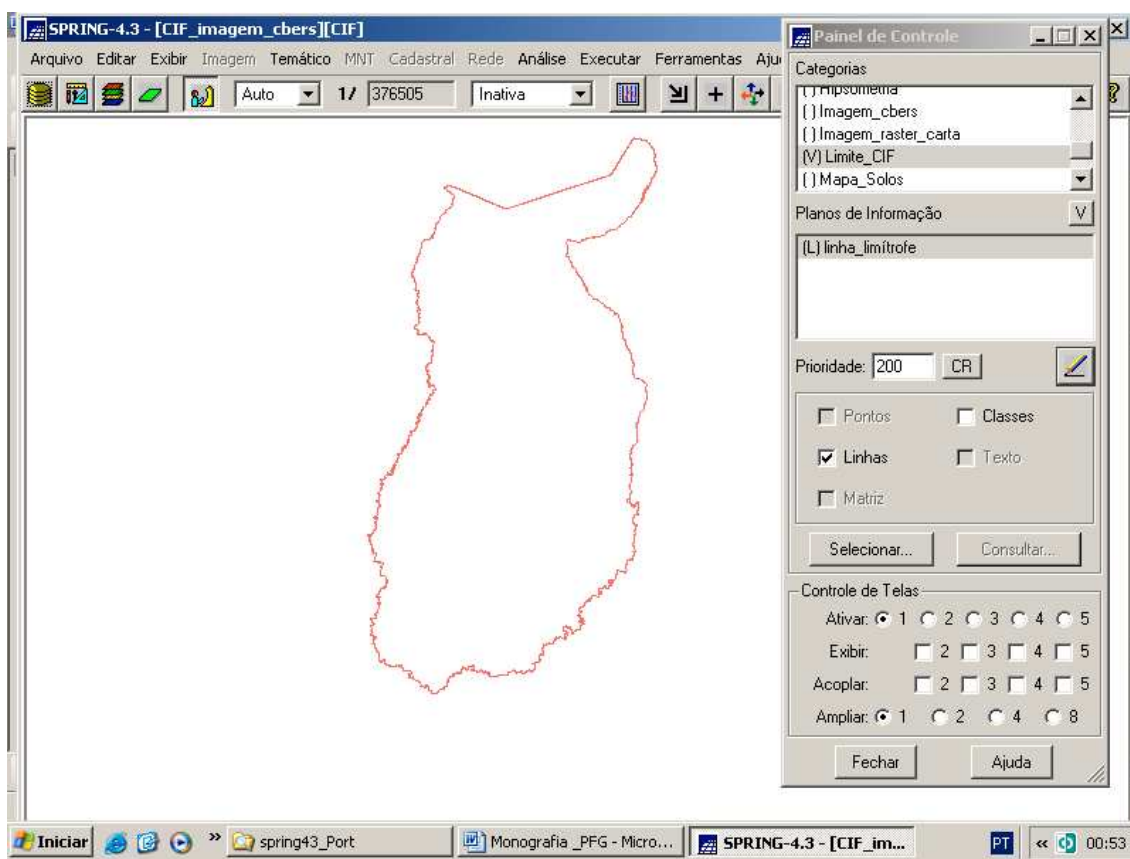 SPRING-4.3 - [CIF_imagem_cbers][CIF]
Arquivo Editar Exibir Imagem Temático MNT Cadastral Rede Análise Executar Ferramentas Aju
Auto 1/ 376505 Inativa
Painel de Controle
Categorias
( ) Hipsometria
( ) Imagem_cbers
( ) Imagem_raster_carta
(V) Limite_CIF
( ) Mapa_Solos
Planos de Informação V
(L) linha_limítrofe
Prioridade: 200 CR
Pontos Classes
Linhas Texto
Matriz
Selecionar... Consultar...
Controle de Telas
Ativar: 1 2 3 4 5
Exibir: 2 3 4 5
Acoplar: 2 3 4 5
Ampliar: 1 2 4 8
Fechar Ajuda
Iniciar » spring43_Port Monografia _PFG - Micro... SPRING-4.3 - [CIF_im... PT « 00:53